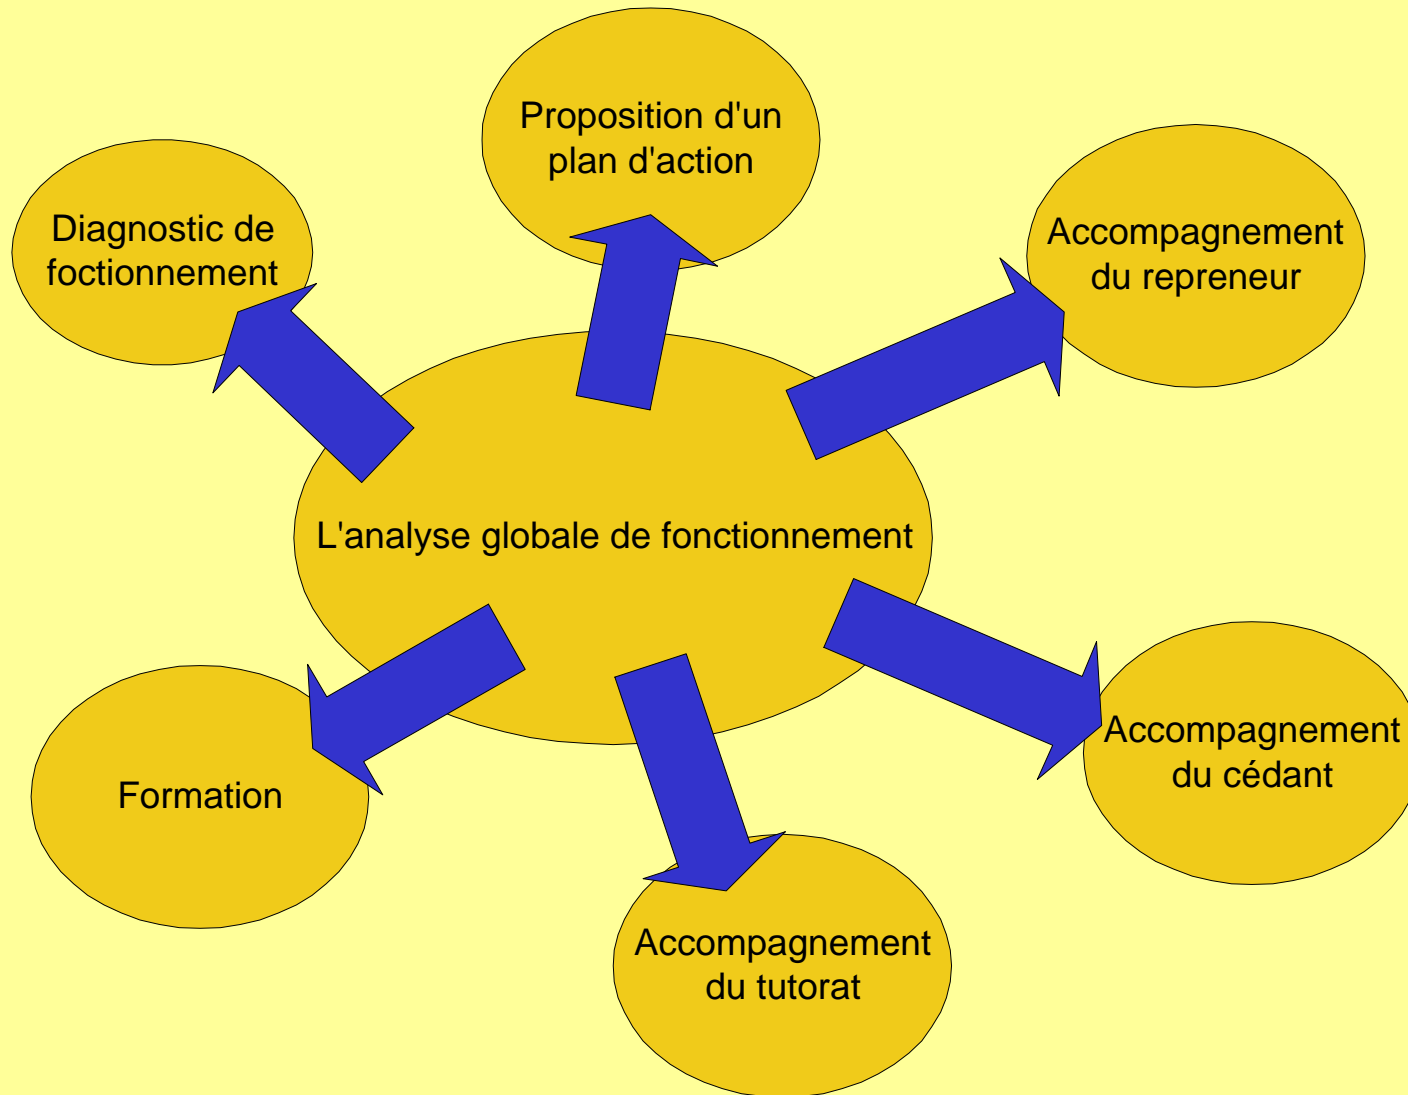 Proposition d'un
plan d'action
Diagnostic de
foctionnement
Accompagnement
du repreneur
L'analyse globale de fonctionnement
Accompagnement
du cédant
Formation
Accompagnement
du tutorat